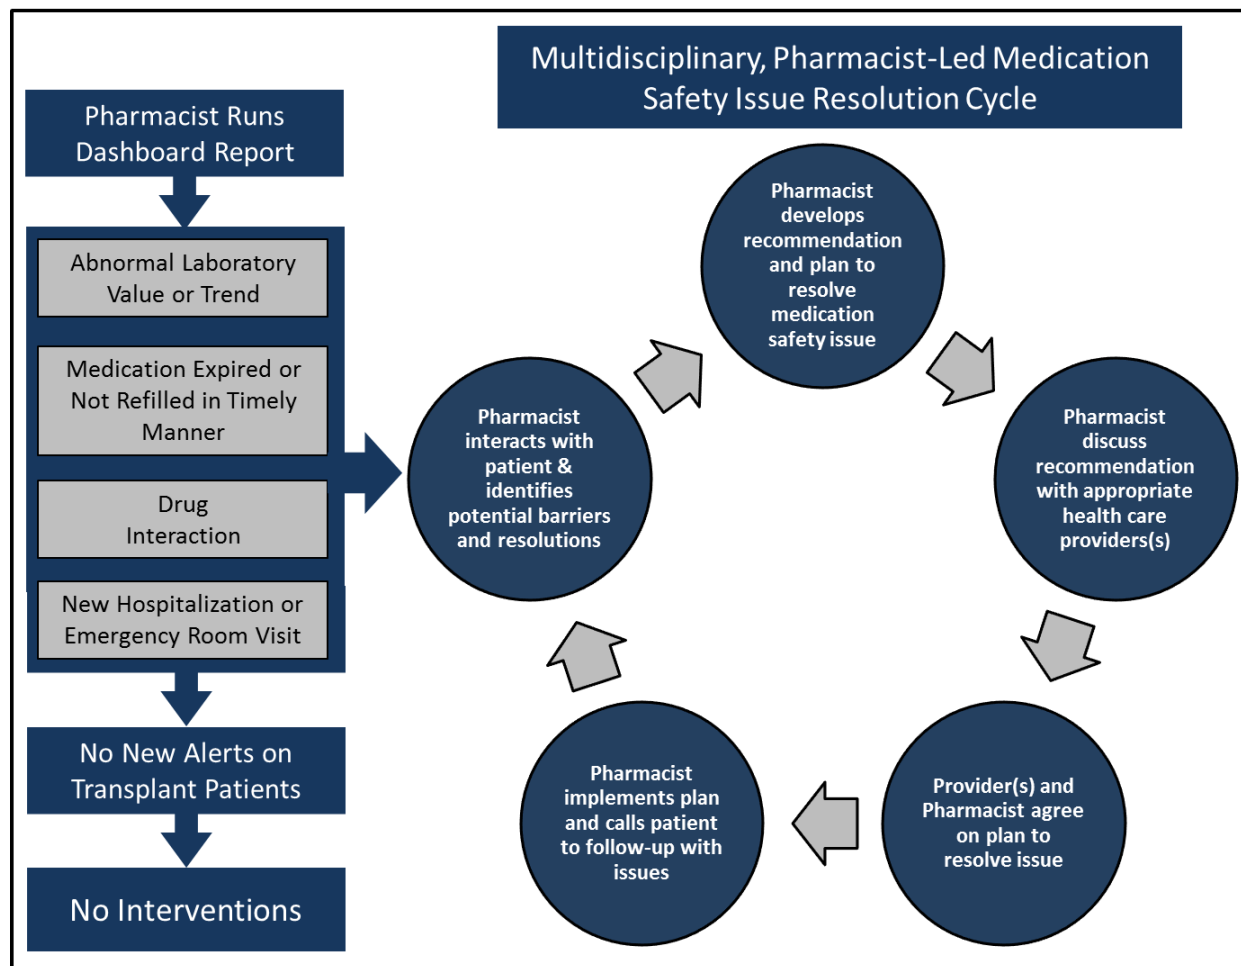 Multidisciplinary, Pharmacist-Led Medication
Safety Issue Resolution Cycle
Pharmacist Runs
Dashboard Report
Abnormal Laboratory
Value or Trend
Medication Expired or
Not Refilled in Timely
Manner
Drug
Interaction
New Hospitalization or
Emergency Room Visit
No New Alerts on
Transplant Patients
No Interventions
Pharmacist
interacts with
patient &
identifies
potential barriers
and resolutions
Pharmacist
develops
recommendation
and plan to
resolve
medication
safety issue
Pharmacist
discuss
recommendation
with appropriate
health care
providers(s)
Provider(s) and
Pharmacist agree
on plan to
resolve issue
Pharmacist
implements plan
and calls patient
to follow-up with
issues